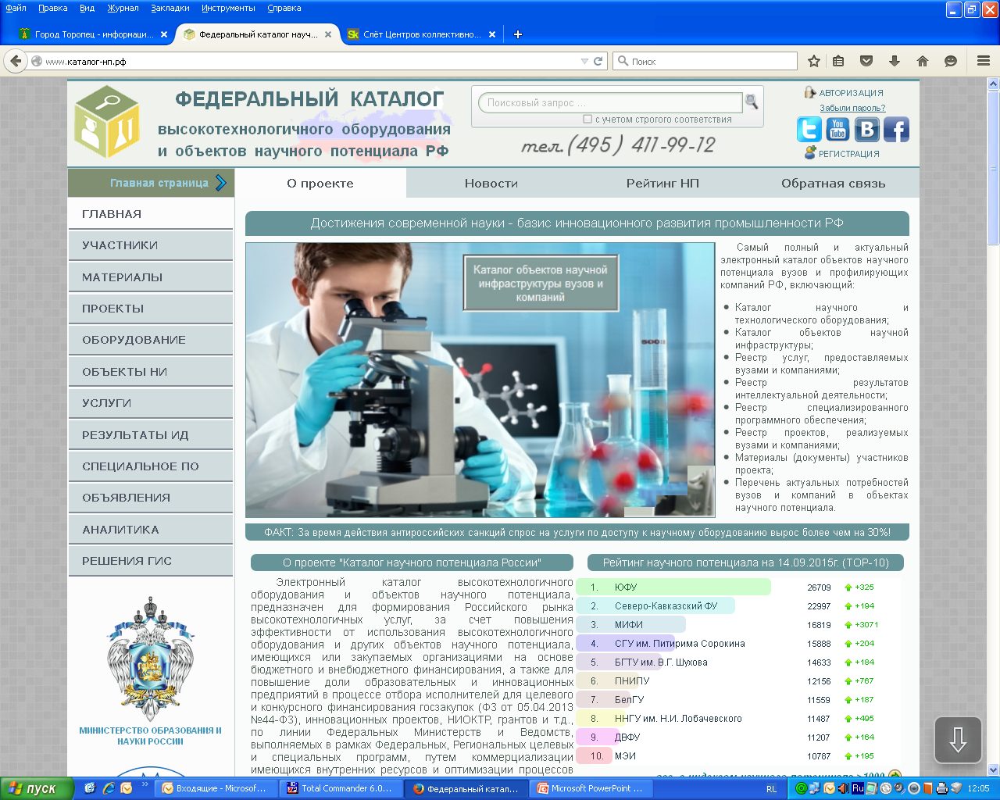 Файл Правка Вид Журнал Закладки Инструменты Справка
Город Торопец - информаци... Федеральный каталог науч... Слёт Центров коллективно...
www.каталог-нп.рф
Поиск
ФЕДЕРАЛЬНЫЙ КАТАЛОГ
высокотехнологичного оборудования
и объектов научного потенциала РФ
Поисковый запрос ...
с учетом строгого соответствия
тел.(495) 411-99-12
АВТОРИЗАЦИЯ
Забыли пароль?
You Tube
РЕГИСТРАЦИЯ
Главная страница
О проекте Новости Рейтинг НП Обратная связь
ГЛАВНАЯ
УЧАСТНИКИ
МАТЕРИАЛЫ
ПРОЕКТЫ
ОБОРУДОВАНИЕ
ОБЪЕКТЫ НИ
УСЛУГИ
РЕЗУЛЬТАТЫ ИД
СПЕЦИАЛЬНОЕ ПО
ОБЪЯВЛЕНИЯ
АНАЛИТИКА
РЕШЕНИЯ ГИС
МИНИСТЕРСТВО ОБРАЗОВАНИЯ И
НАУКИ РОССИИ
Достижения современной науки - базис инновационного развития промышленности РФ
Каталог объектов научной
инфраструктуры вузов и
компаний
Самый полный и актуальный
электронный каталог объектов научного
потенциала вузов и профилирующих
компаний РФ, включающий:
Каталог научного и
технологического оборудования;
Каталог объектов научной
инфраструктуры;
Реестр услуг, предоставляемых
вузами и компаниями;
Реестр результатов
интеллектуальной деятельности;
Реестр специализированного
программного обеспечения;
Реестр проектов, реализуемых
вузами и компаниями;
Материалы (документы) участников
проекта;
Перечень актуальных потребностей
вузов и компаний в объектах
научного потенциала.
ФАКТ: За время действия антироссийских санкций спрос на услуги по доступу к научному оборудованию вырос более чем на 30%!
О проекте "Каталог научного потенциала России"
Электронный каталог высокотехнологичного
оборудования и объектов научного потенциала,
предназначен для формирования Российского рынка
высокотехнологичных услуг, за счет повышения
эффективности от использования высокотехнологичного
оборудования и других объектов научного потенциала,
имеющихся или закупаемых организациями на основе
бюджетного и внебюджетного финансирования, а также для
повышение доли образовательных и инновационных
предприятий в процессе отбора исполнителей для целевого
и конкурсного финансирования госзакупок (ФЗ от 05.04.2013
№44-ФЗ), инновационных проектов, НИОКТР, грантов и т.д.,
по линии Федеральных Министерств и Ведомств,
выполняемых в рамках Федеральных, Региональных целевых
и специальных программ, путем коммерциализации
имеющихся внутренних ресурсов и оптимизации процессов
Рейтинг научного потенциала на 14.09.2015г. (TOP-10)
1. ЮФУ 26709 +325
2. Северо-Кавказский ФУ 22997 +194
3. МИФИ 16819 +3071
4. СГУ им. Питирима Сорокина 15888 +204
5. БГТУ им. В.Г. Шухова 14633 +184
6. ПНИПУ 12156 +767
7. БелГУ 11559 +187
8. ННГУ им. Н.И. Лобачевского 11487 +495
9. ДВФУ 11207 +164
10. МЭИ 10787 +195
пуск
Входящие - Microsof... Total Commander 6.0... Федеральный катал... Microsoft PowerPoint ...
RL Ru 12:05